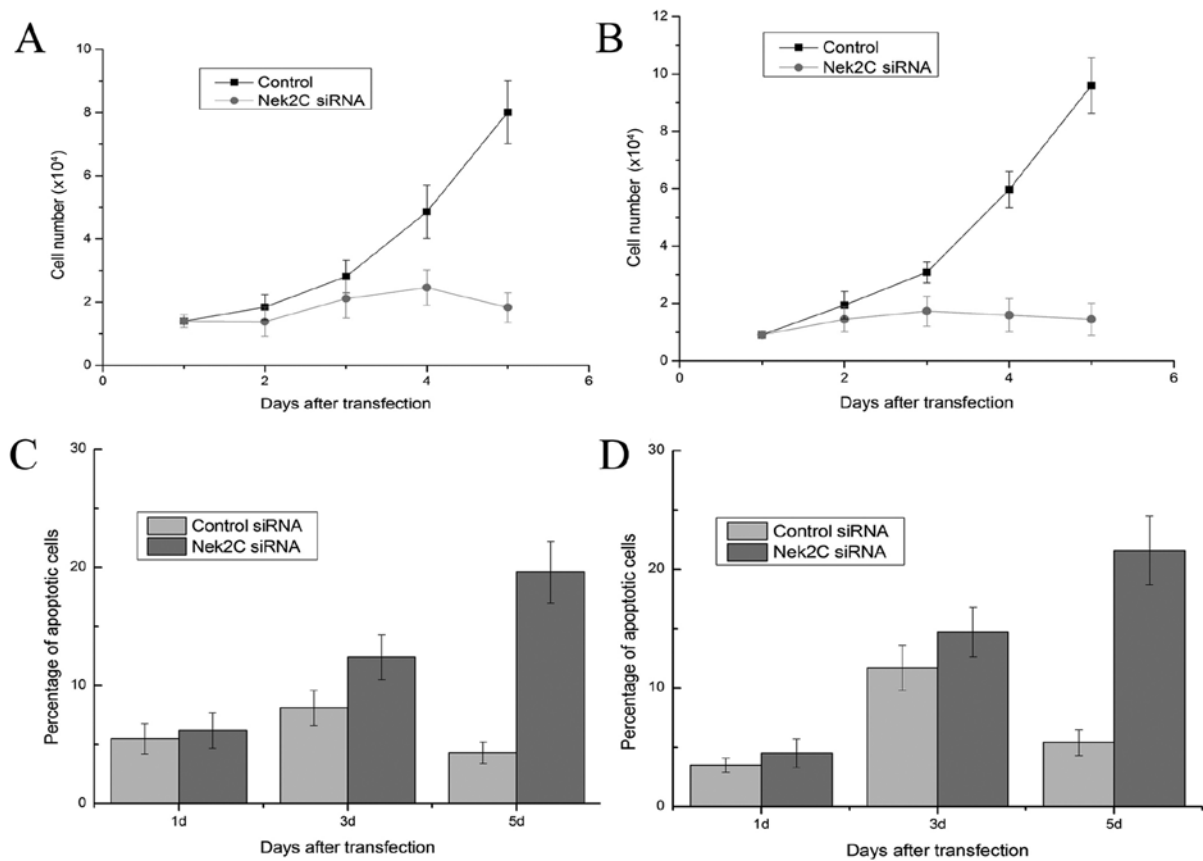 A
Control
Nek2C siRNA
Cell number (x10⁴)
10
8
6
4
2
0
0
2
4
6
Days after transfection
B
Control
Nek2C siRNA
Cell number (x10⁴)
12
10
8
6
4
2
0
0
2
4
6
Days after transfection
C
Control siRNA
Nek2C siRNA
Percentage of apoptotic cells
30
20
10
0
1d
3d
5d
Days after transfection
D
Control siRNA
Nek2C siRNA
Percentage of apoptotic cells
30
20
10
0
1d
3d
5d
Days after transfection